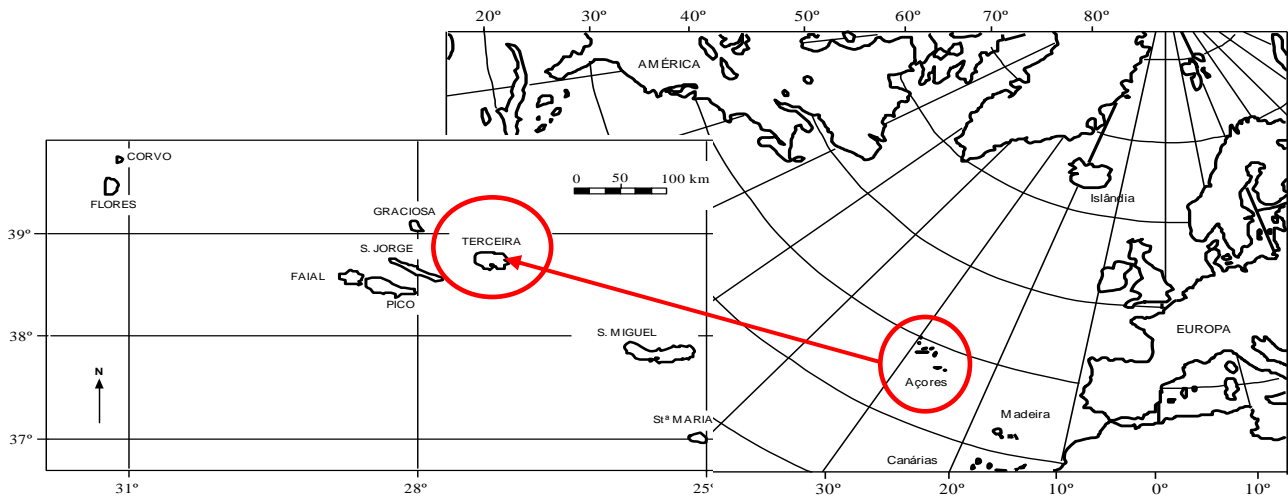 20º 30º 40º 50º 60º 70º 80º
AMÉRICA
CORVO
0 50 100 km
FLORES
Islândia
GRACIOSA
39º
TERCEIRA
S. JORGE
FAIAL
PICO
38º
S. MIGUEL
EUROPA
N
Açores
Stª MARIA
Madeira
37º
Canárias
31º 28º 25º 30º 20º 10º 0º 10º